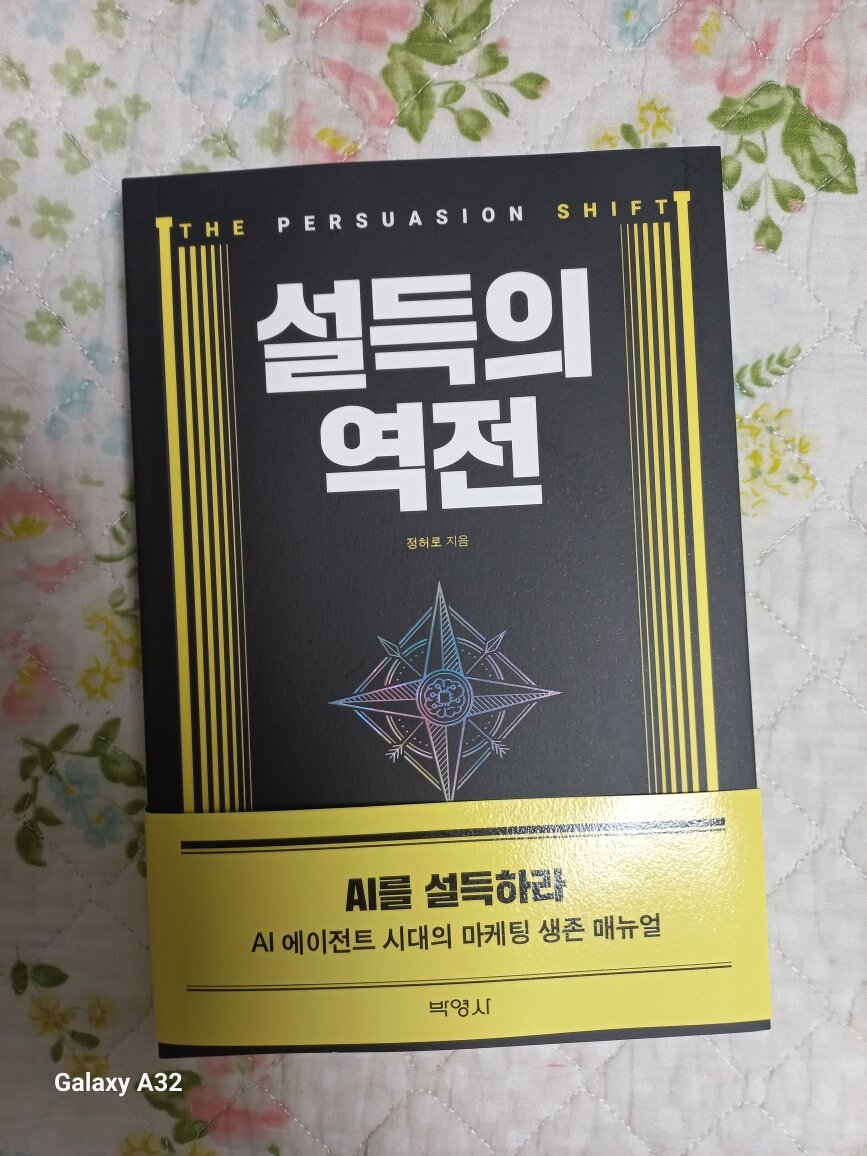 THE PERSUASION SHIFT
설득의
역전
정허로 지음
AI를 설득하라
AI 에이전트 시대의 마케팅 생존 매뉴얼
박영사
Galaxy A32